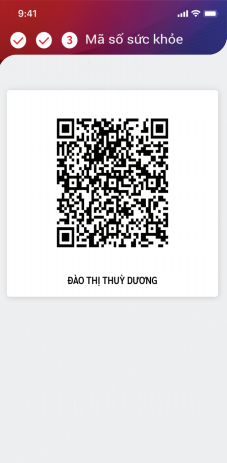 9:41
3 Mã số sức khỏe
ĐÀO THỊ THUỲ DƯƠNG